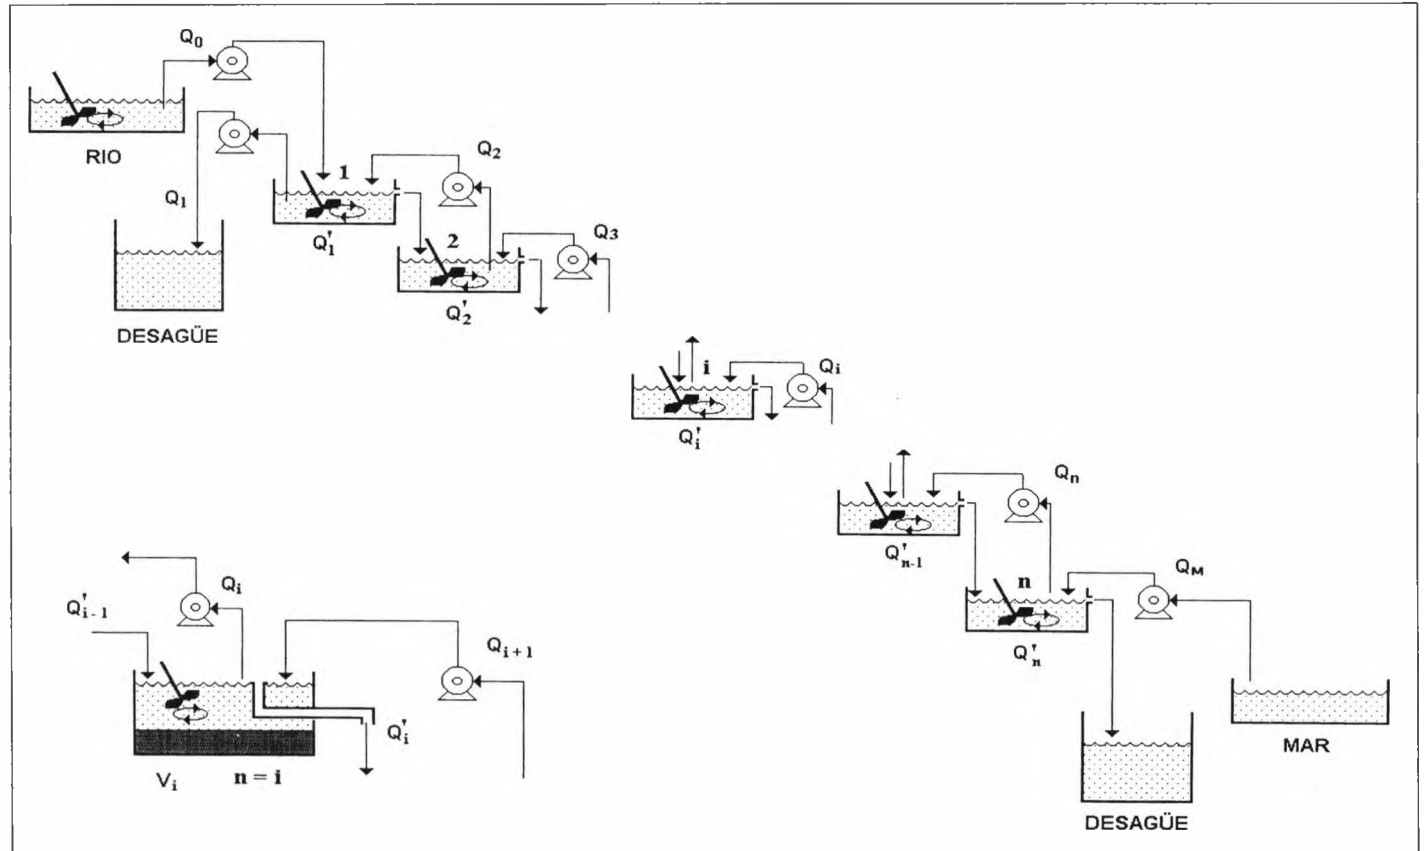 Q0
RIO
Q1
DESAGÜE
1
Q'1
Q2
2
Q'2
Q3
i
Qi
Q'i
Qn
Q'n-1
n
QM
Q'n
MAR
DESAGÜE
Qi
Q'i-1
Qi+1
Q'i
Vi n = i